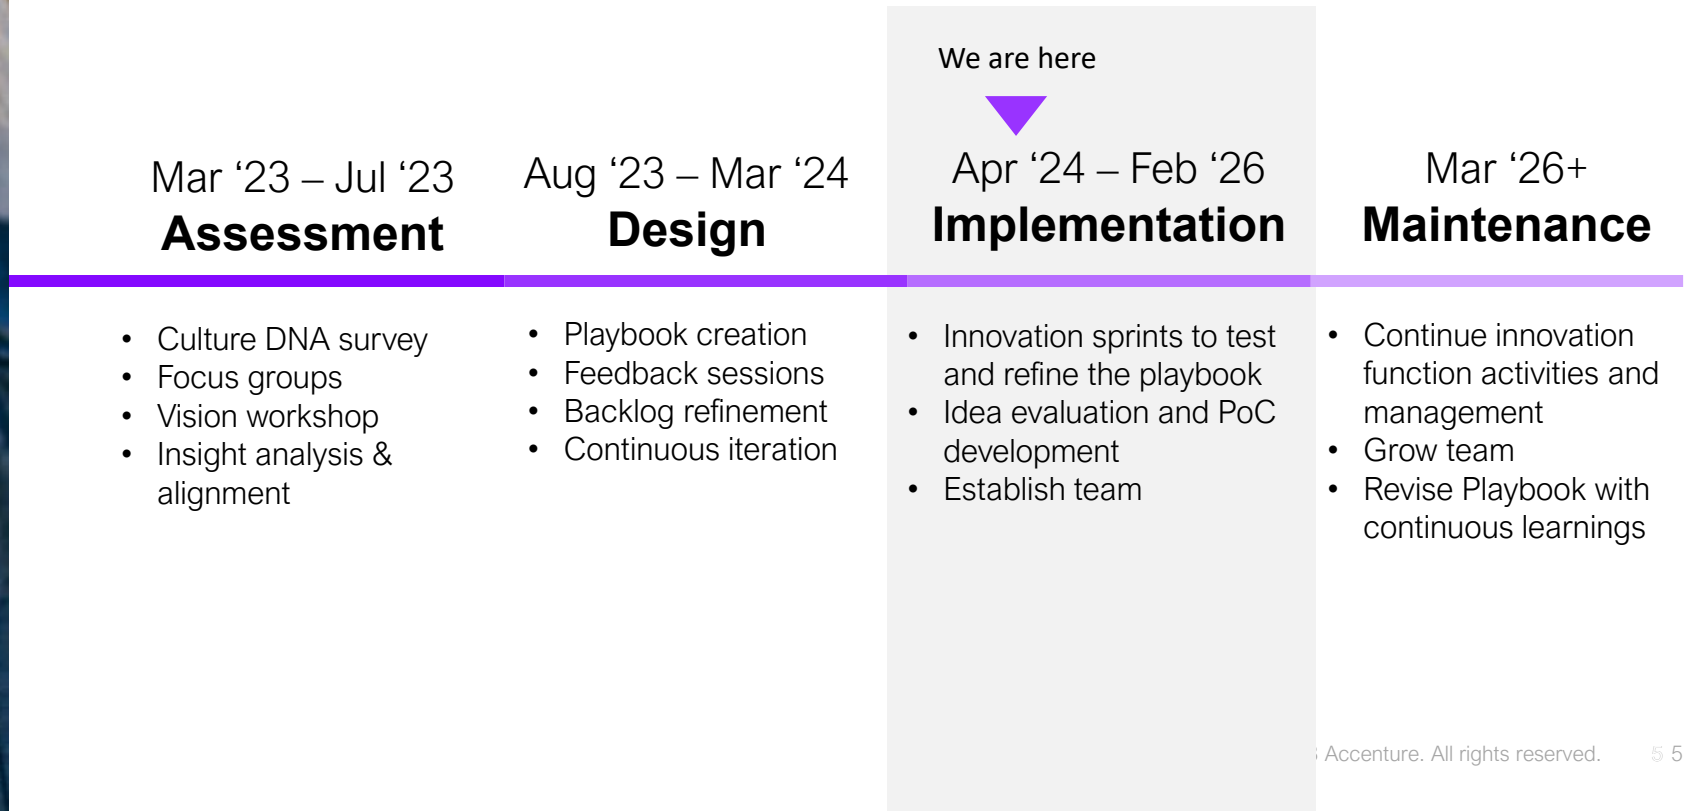 We are here
Mar ‘23 – Jul ‘23
Assessment
• Culture DNA survey
• Focus groups
• Vision workshop
• Insight analysis &
alignment
Aug ‘23 – Mar ‘24
Design
• Playbook creation
• Feedback sessions
• Backlog refinement
• Continuous iteration
Apr ‘24 – Feb ‘26
Implementation
• Innovation sprints to test
and refine the playbook
• Idea evaluation and PoC
development
• Establish team
Mar ‘26+
Maintenance
• Continue innovation
function activities and
management
• Grow team
• Revise Playbook with
continuous learnings
Accenture. All rights reserved. 5 5